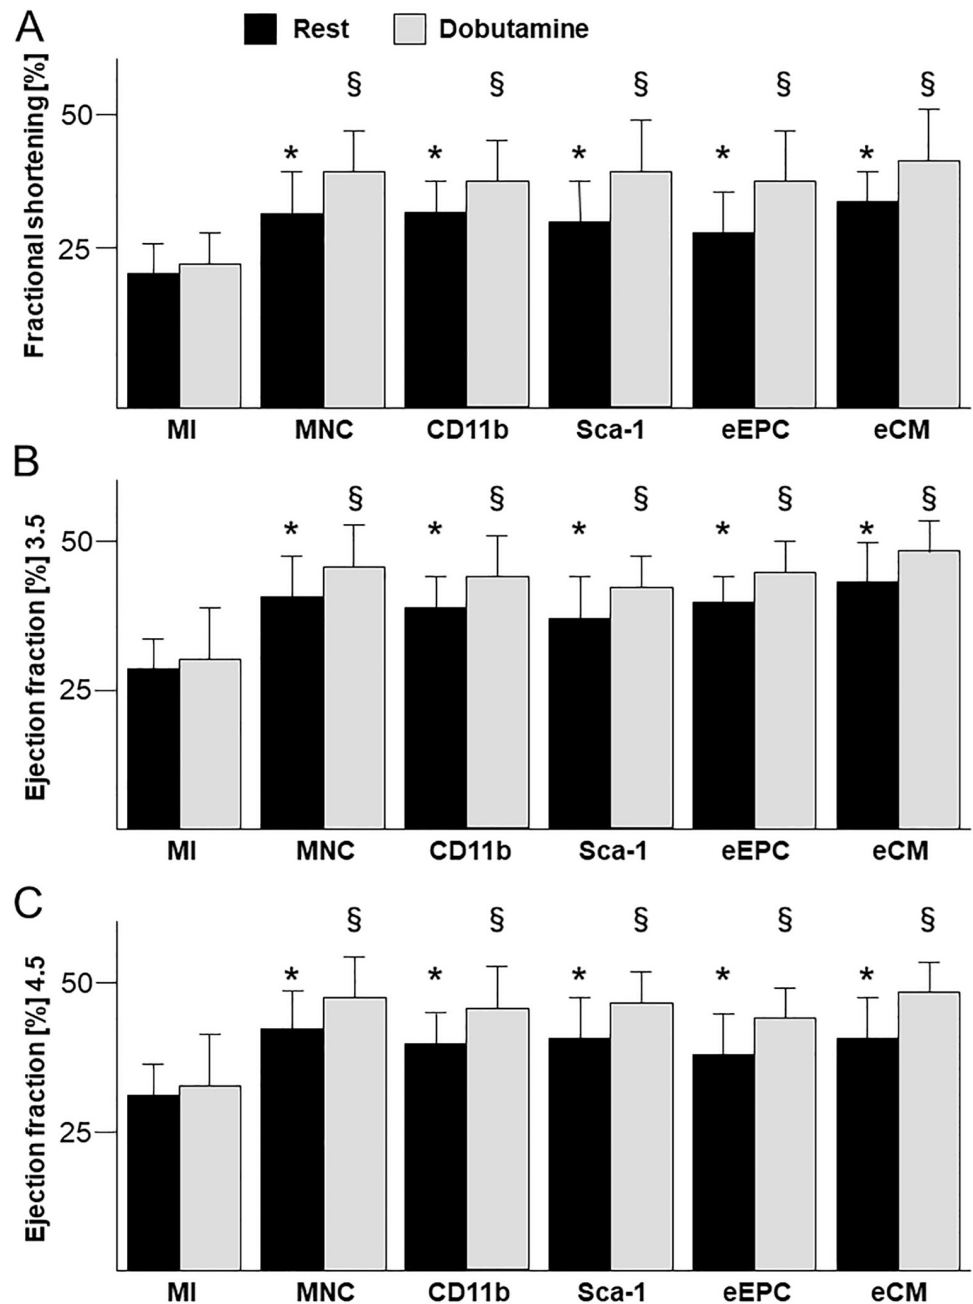 A
Rest Dobutamine
Fractional shortening[%]
50
25
* § * § * § * § * §
MI MNC CD11b Sca-1 eEPC eCM
B
Ejection fraction [%] 3.5
50
25
* § * § * § * § * §
MI MNC CD11b Sca-1 eEPC eCM
C
Ejection fraction [%] 4.5
50
25
* § * § * § * § * §
MI MNC CD11b Sca-1 eEPC eCM